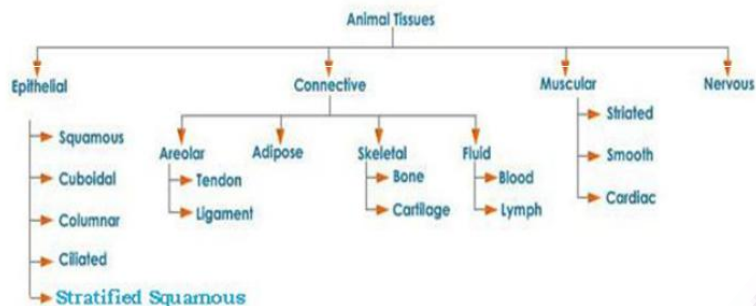 Animal Tissues
Epithelial
Connective
Muscular
Nervous
Squamous
Cuboidal
Columnar
Ciliated
Stratified Squamous
Areolar
Adipose
Skeletal
Fluid
Tendon
Ligament
Bone
Cartilage
Blood
Lymph
Striated
Smooth
Cardiac